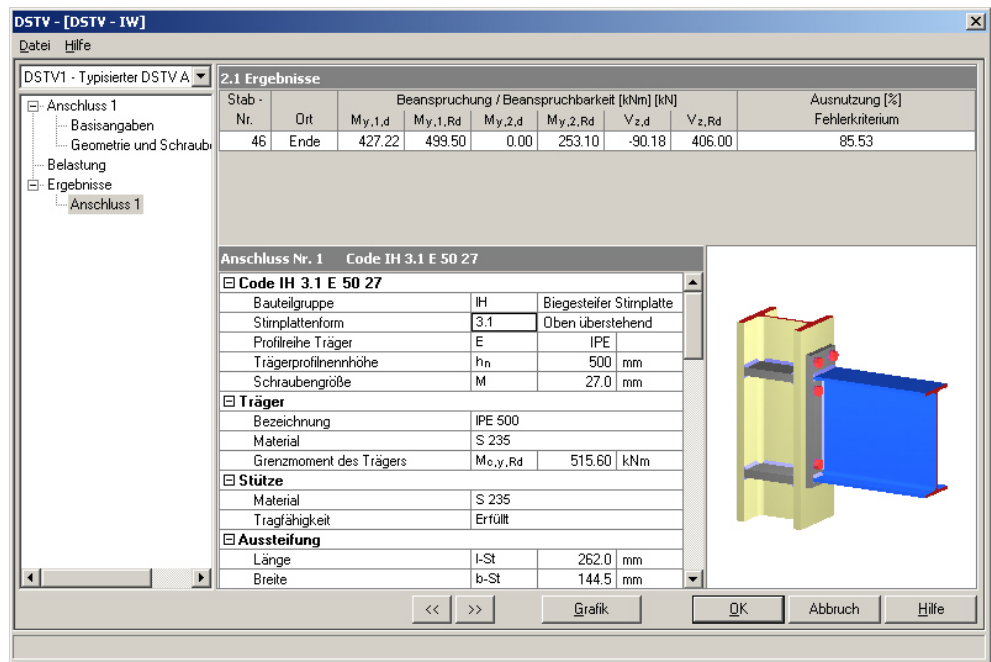 DSTV - [DSTV - IW]
Datei Hilfe
DSTV1 - Typisierter DSTV A
Anschluss 1
Basisangaben
Geometrie und Schraub
Belastung
Ergebnisse
Anschluss 1
2.1 Ergebnisse
Stab - Beanspruchung / Beanspruchbarkeit [kNm] [kN] Ausnutzung [%]
Nr. Ort My,1,d My,1,Rd My,2,d My,2,Rd Vz,d Vz,Rd Fehlerkriterium
46 Ende 427.22 499.50 0.00 253.10 -90.18 406.00 85.53
Anschluss Nr. 1 Code IH 3.1 E 50 27
Code IH 3.1 E 50 27
Bauteilgruppe IH Biegesteifer Stirnplatte
Stirnplattenform 3.1 Oben überstehend
Profilreihe Träger E IPE
Trägerprofilnennhöhe hn 500 mm
Schraubengröße M 27.0 mm
Träger
Bezeichnung IPE 500
Material S 235
Grenzmoment des Trägers Mc,y,Rd 515.60 kNm
Stütze
Material S 235
Tragfähigkeit Erfüllt
Aussteifung
Länge l-St 262.0 mm
Breite b-St 144.5 mm
<< >> Grafik OK Abbruch Hilfe